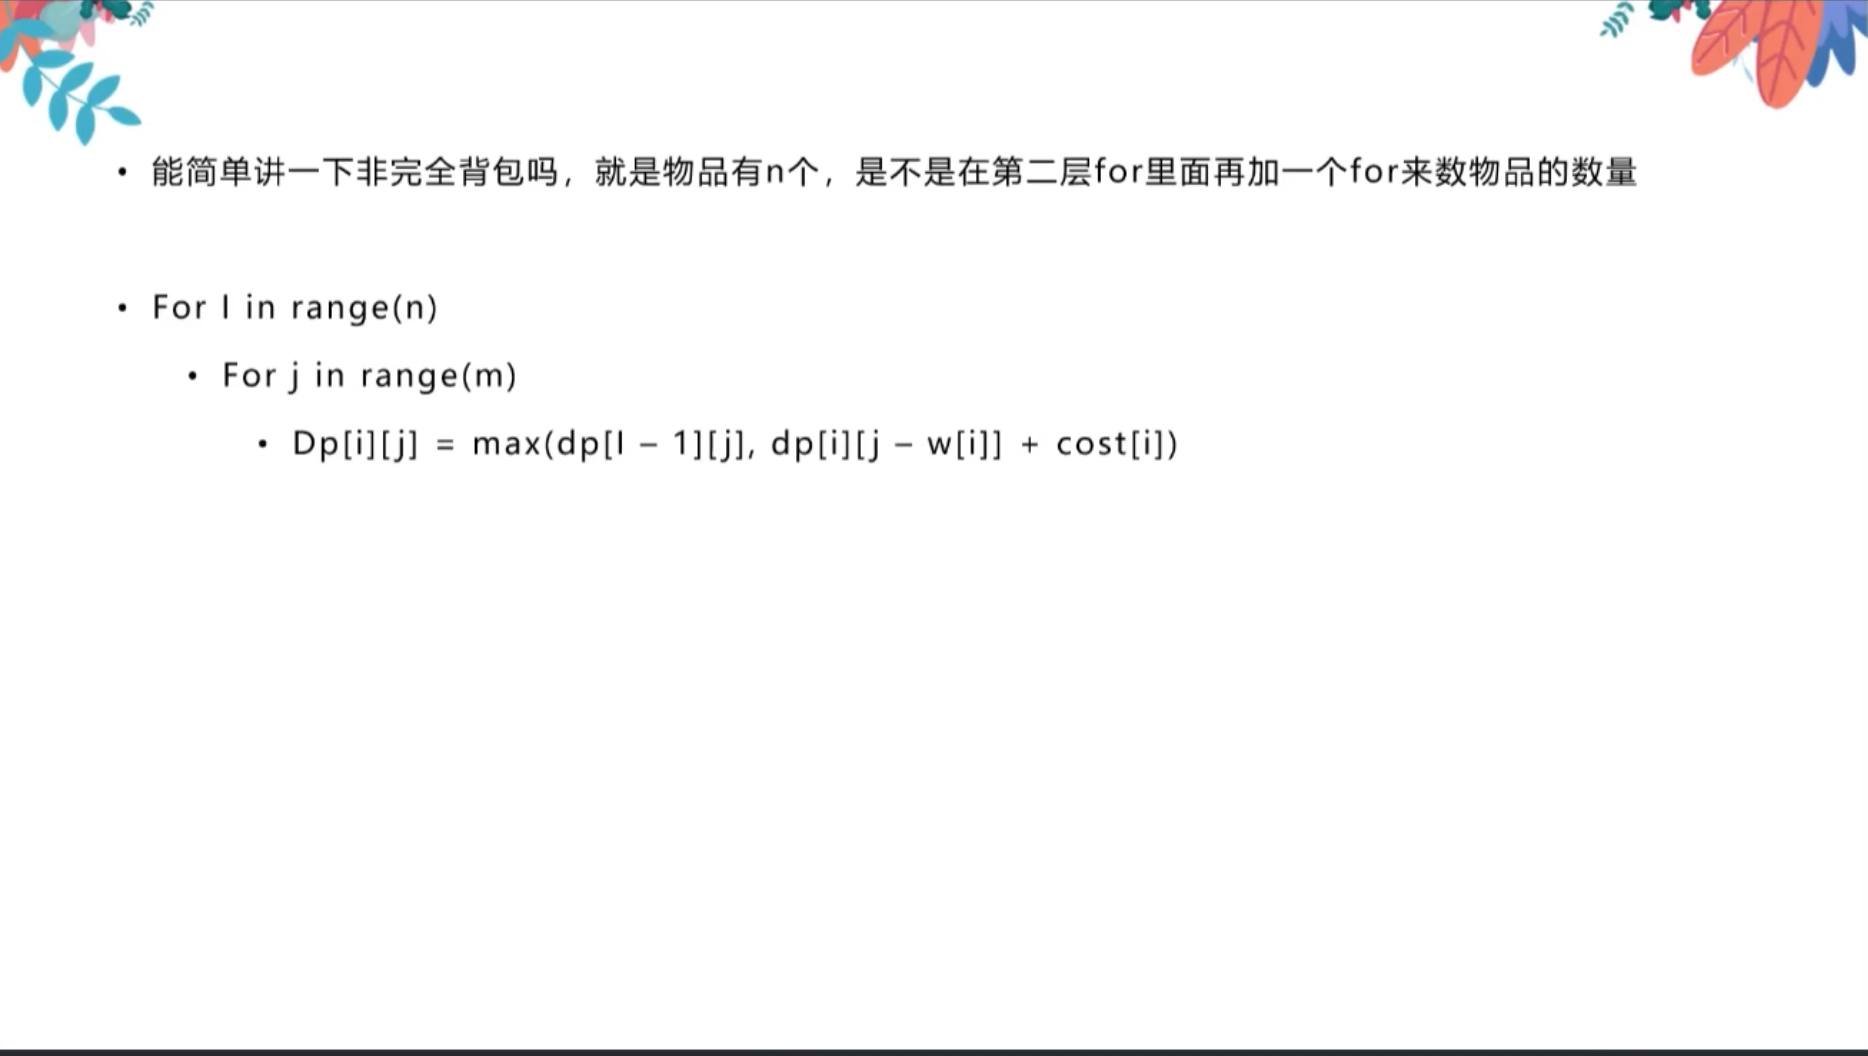 能简单讲一下非完全背包吗，就是物品有n个，是不是在第二层for里面再加一个for来数物品的数量
For I in range(n)
For j in range(m)
Dp[i][j] = max(dp[I – 1][j], dp[i][j – w[i]] + cost[i])